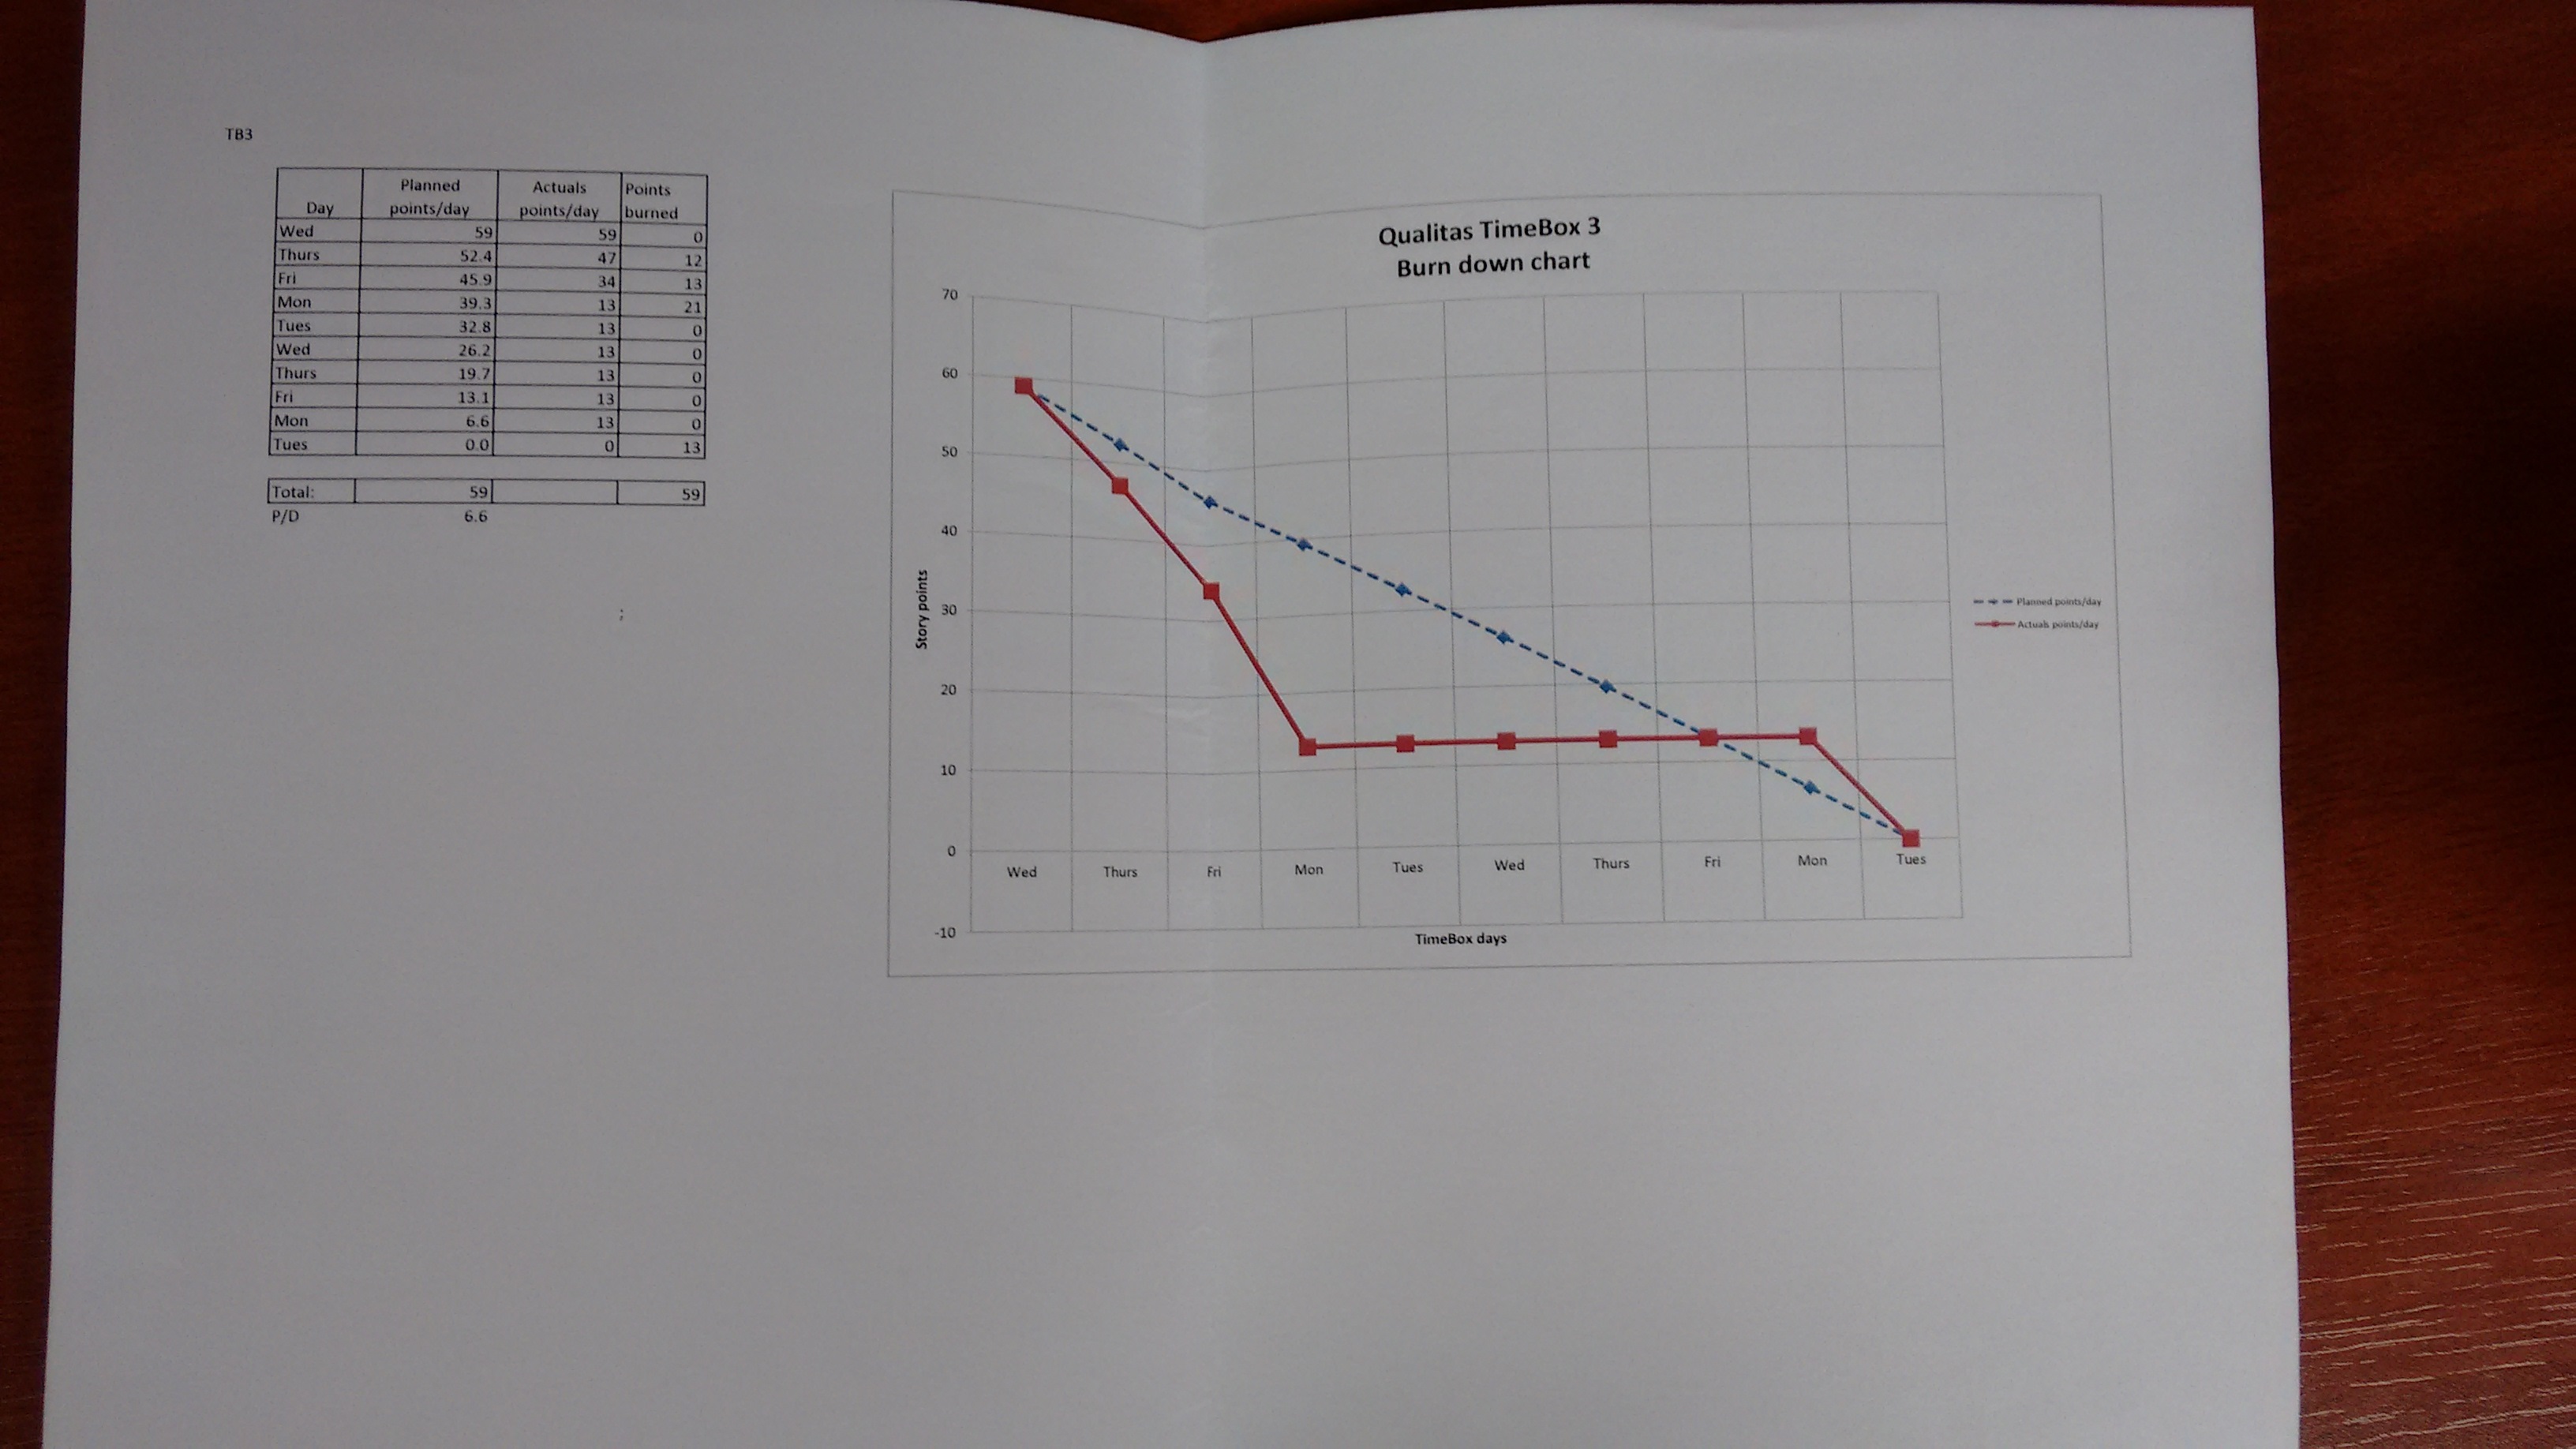 TB3
Day Planned points/day Actuals points/day Points burned
Wed 59 59 0
Thurs 52.4 47 12
Fri 45.9 34 13
Mon 39.3 13 21
Tues 32.8 13 0
Wed 26.2 13 0
Thurs 19.7 13 0
Fri 13.1 13 0
Mon 6.6 13 0
Tues 0.0 0 13
Total: 59 59
P/D 6.6
;
Qualitas TimeBox 3
Burn down chart
70
60
50
40
30
20
10
0
-10
Story points
Wed Thurs Fri Mon Tues Wed Thurs Fri Mon Tues
TimeBox days
Planned points/day
Actuals points/day